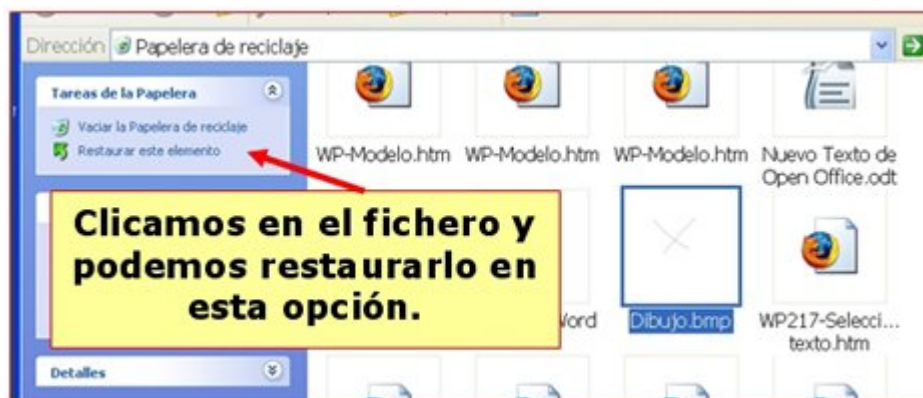 Dirección Papelera de reciclaje
Tareas de la Papelera
Vaciar la Papelera de reciclaje
Restaurar este elemento
WP-Modelo.htm WP-Modelo.htm WP-Modelo.htm Nuevo Texto de
Open Office.odt
Clicamos en el fichero y
podemos restaurarlo en
esta opción.
Dibujo.bmp WP217-Selecci...
texto.htm
Detalles